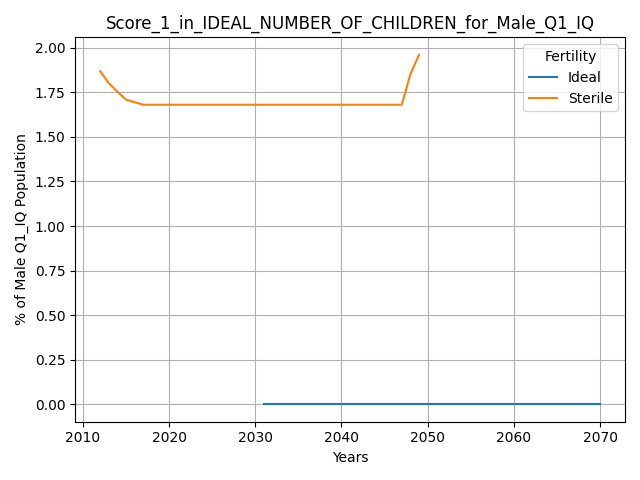 Score_1_in_IDEAL_NUMBER_OF_CHILDREN_for_Male_Q1_IQ
2.00
1.75
1.50
1.25
1.00
0.75
0.50
0.25
0.00
% of Male Q1_IQ Population
Fertility
Ideal
Sterile
2010 2020 2030 2040 2050 2060 2070
Years